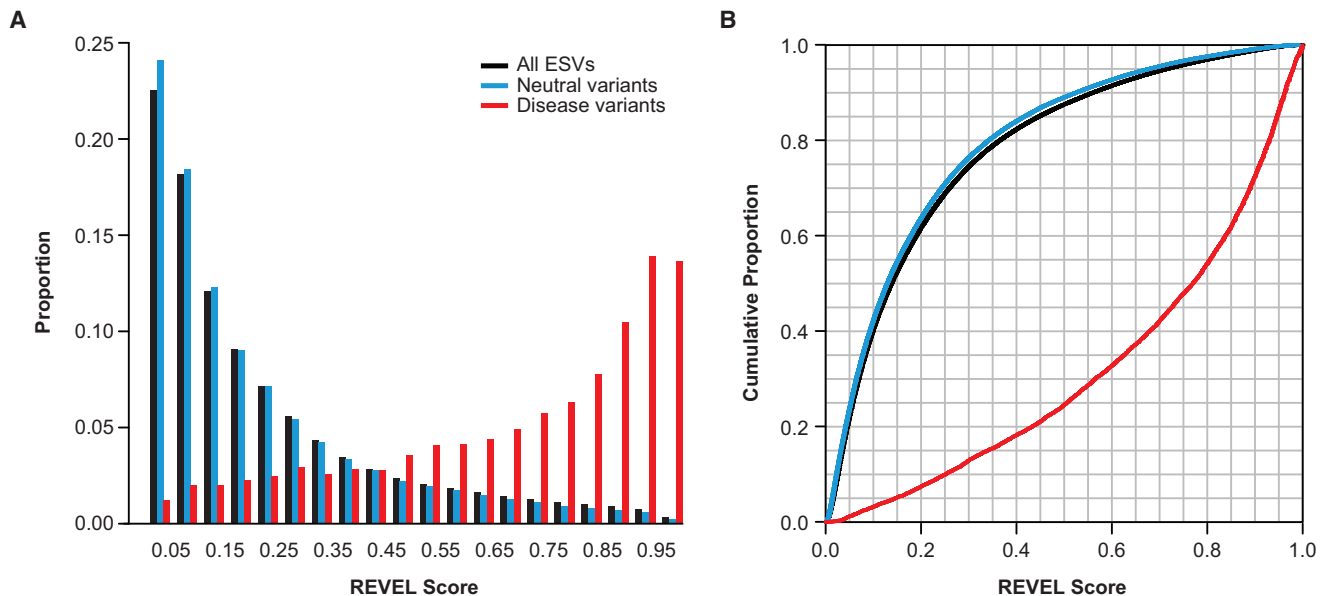 A
0.25
0.20
0.15
0.10
0.05
0.00
Proportion
All ESVs
Neutral variants
Disease variants
0.05 0.15 0.25 0.35 0.45 0.55 0.65 0.75 0.85 0.95
REVEL Score
B
1.0
0.8
0.6
0.4
0.2
0.0
Cumulative Proportion
0.0 0.2 0.4 0.6 0.8 1.0
REVEL Score